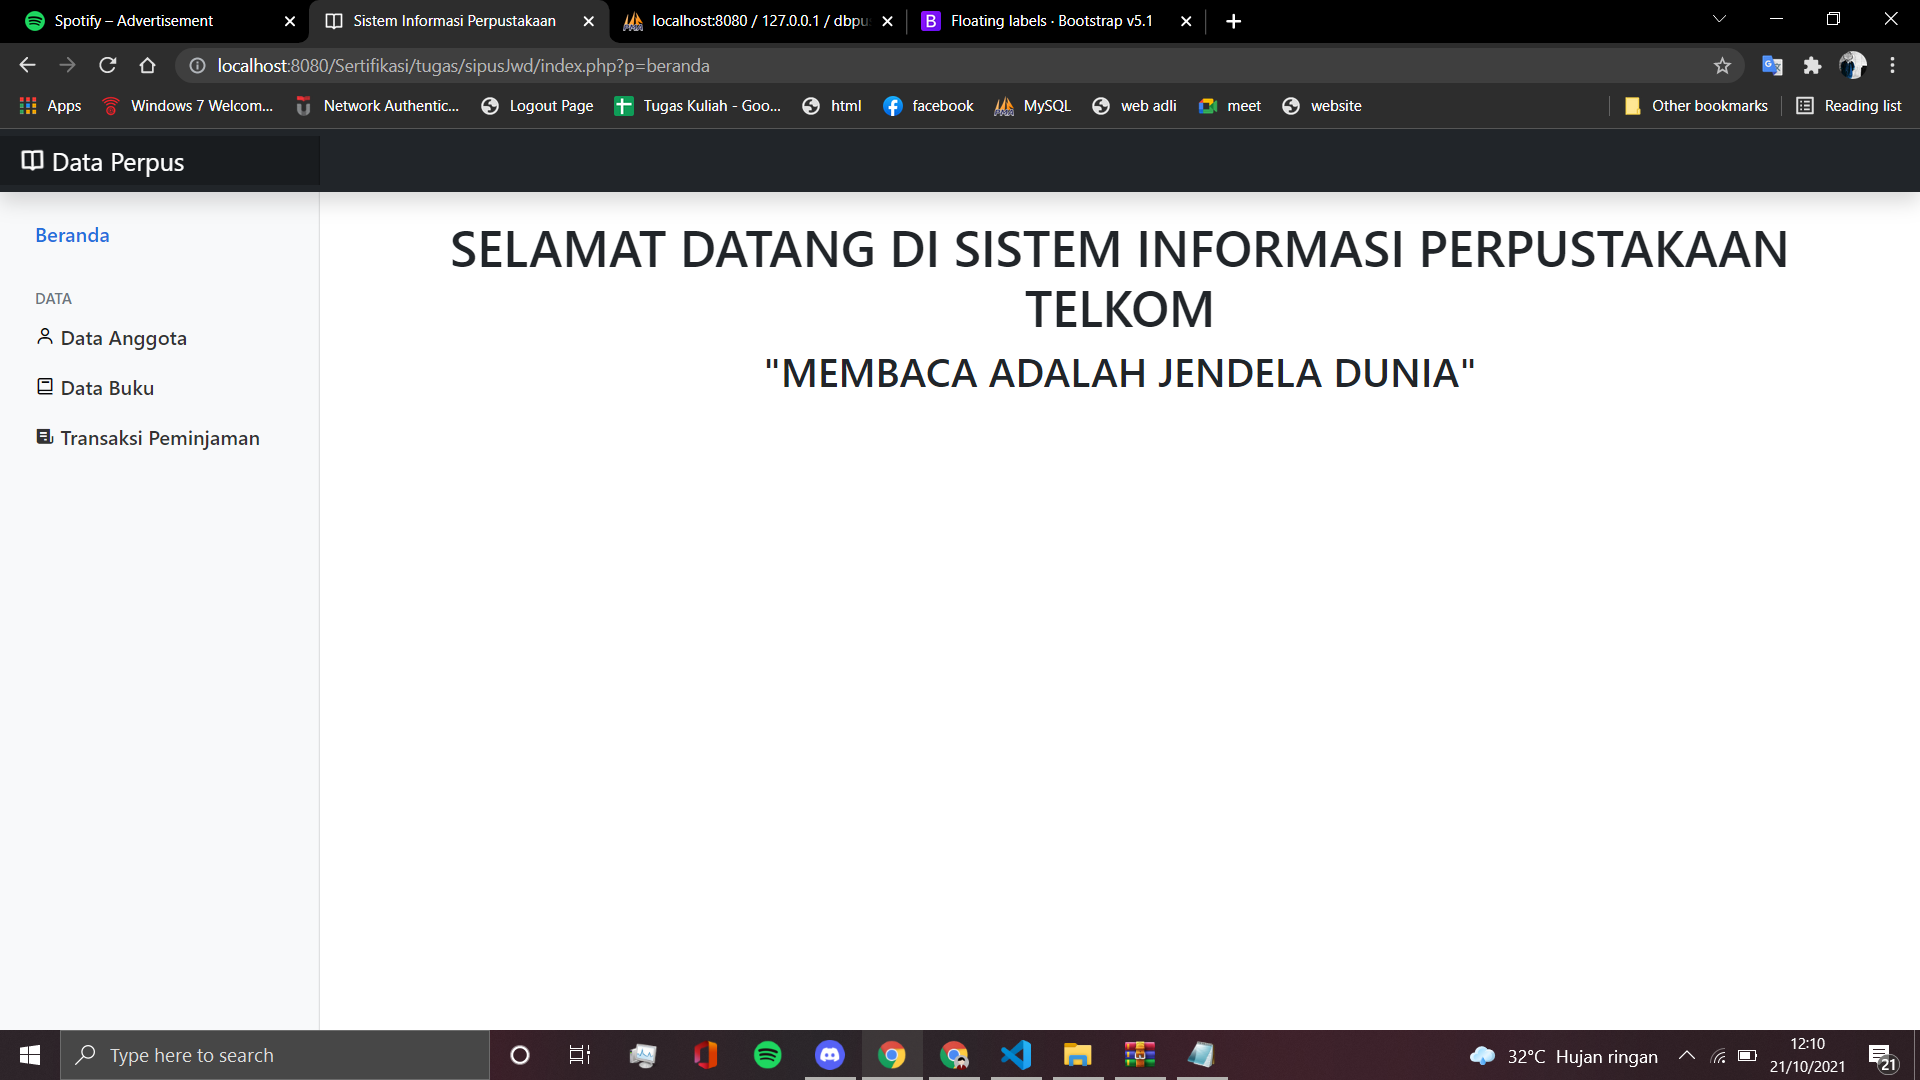 Spotify – Advertisement
Sistem Informasi Perpustakaan
localhost:8080 / 127.0.0.1 / dbpu
Floating labels · Bootstrap v5.1
localhost:8080/Sertifikasi/tugas/sipusJwd/index.php?p=beranda
Apps
Windows 7 Welcom...
Network Authentic...
Logout Page
Tugas Kuliah - Goo...
html
facebook
MySQL
web adli
meet
website
Other bookmarks
Reading list
Data Perpus
Beranda
DATA
Data Anggota
Data Buku
Transaksi Peminjaman
SELAMAT DATANG DI SISTEM INFORMASI PERPUSTAKAAN
TELKOM
"MEMBACA ADALAH JENDELA DUNIA"
Type here to search
32°C Hujan ringan
12:10
21/10/2021
21